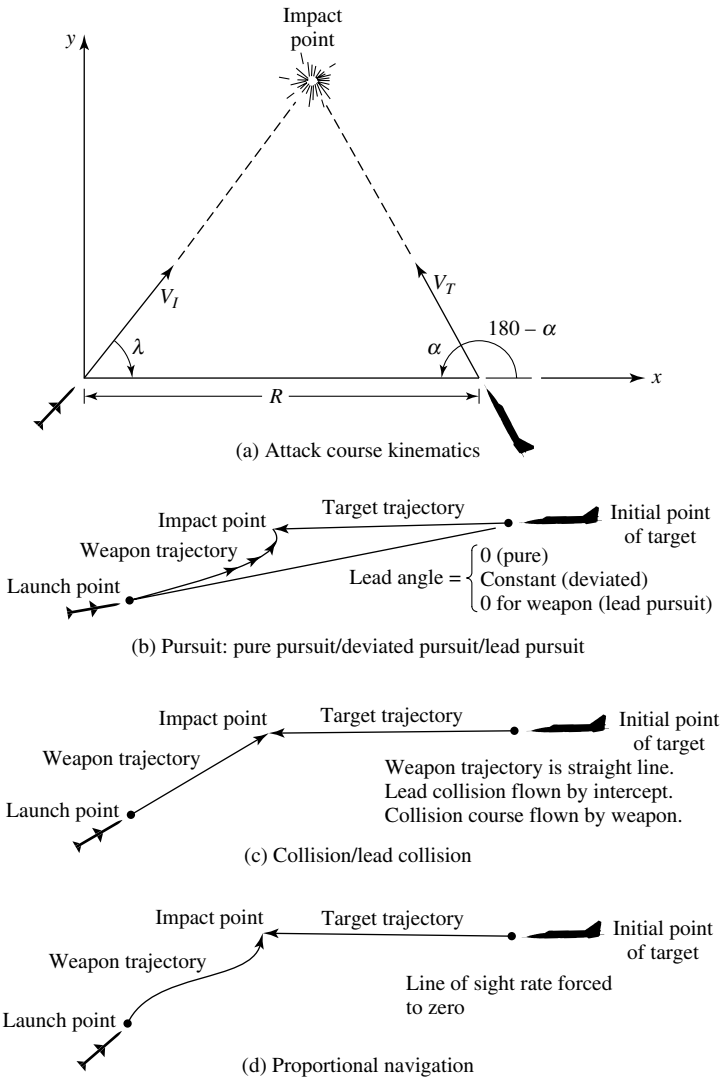 Impact
point
y
V_I
V_T
λ
α
180 – α
x
R
(a) Attack course kinematics
Target trajectory
Impact point
Initial point
of target
Weapon trajectory
Launch point
Lead angle =
0 (pure)
Constant (deviated)
0 for weapon (lead pursuit)
(b) Pursuit: pure pursuit/deviated pursuit/lead pursuit
Impact point
Target trajectory
Initial point
of target
Weapon trajectory
Weapon trajectory is straight line.
Lead collision flown by intercept.
Collision course flown by weapon.
Launch point
(c) Collision/lead collision
Impact point
Target trajectory
Initial point
of target
Weapon trajectory
Line of sight rate forced
to zero
Launch point
(d) Proportional navigation